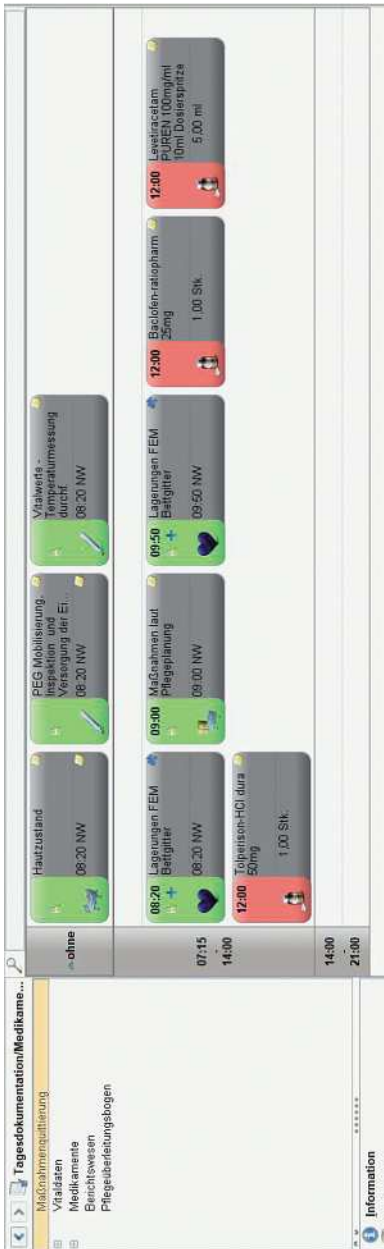 Tagesdokumentation/Medikame...
Maßnahmenquittierung
Vitaldaten
Medikamente
Berichtswesen
Pflegeüberleitungsbogen
Information
ohne
Hautzustand
08:20 NW
PEG Mobilisierung,
Inspektion und
Versorgung der Ei...
08:20 NW
Vitalwerte -
Temperaturmessung
durchf.
08:20 NW
07:15
-
14:00
08:20
Lagerungen FEM
Bettgitter
08:20 NW
09:00
Maßnahmen laut
Pflegeplanung
09:00 NW
09:50
Lagerungen FEM
Bettgitter
09:50 NW
12:00
Baclofen-ratiopharm
25mg
1,00 Stk.
12:00
Levetiracetam
PUREN 100mg/ml
10ml Dosierspritze
5,00 ml
12:00
Tolperison-HCl dura
50mg
1,00 Stk.
14:00
-
21:00